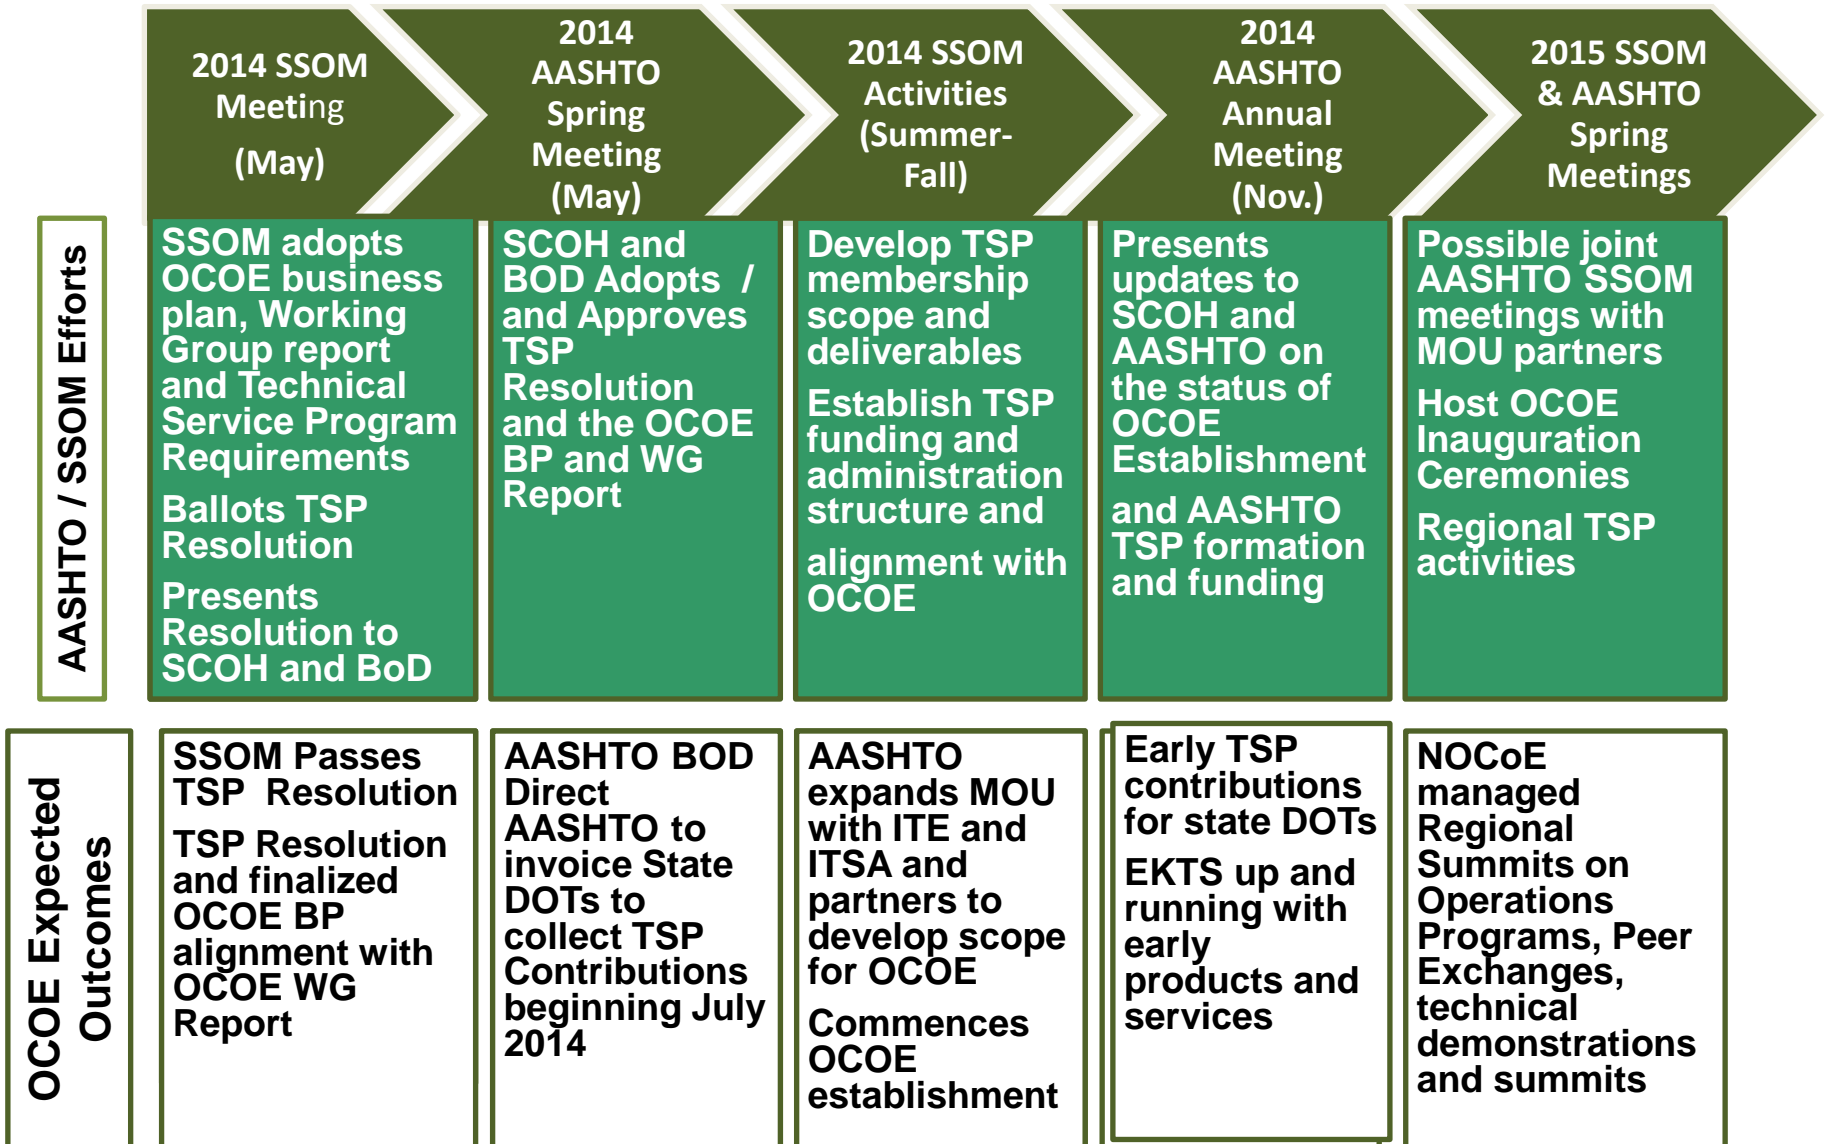 2014 SSOM
Meeting
(May)
2014
AASHTO
Spring
Meeting
(May)
2014 SSOM
Activities
(Summer-
Fall)
2014
AASHTO
Annual
Meeting
(Nov.)
2015 SSOM
& AASHTO
Spring
Meetings
AASHTO / SSOM Efforts
SSOM adopts
OCOE business
plan, Working
Group report
and Technical
Service Program
Requirements
Ballots TSP
Resolution
Presents
Resolution to
SCOH and BoD
SCOH and
BOD Adopts /
and Approves
TSP
Resolution
and the OCOE
BP and WG
Report
Develop TSP
membership
scope and
deliverables
Establish TSP
funding and
administration
structure and
alignment with
OCOE
Presents
updates to
SCOH and
AASHTO on
the status of
OCOE
Establishment
and AASHTO
TSP formation
and funding
Possible joint
AASHTO SSOM
meetings with
MOU partners
Host OCOE
Inauguration
Ceremonies
Regional TSP
activities
OCOE Expected
Outcomes
SSOM Passes
TSP Resolution
TSP Resolution
and finalized
OCOE BP
alignment with
OCOE WG
Report
AASHTO BOD
Direct
AASHTO to
invoice State
DOTs to
collect TSP
Contributions
beginning July
2014
AASHTO
expands MOU
with ITE and
ITSA and
partners to
develop scope
for OCOE
Commences
OCOE
establishment
Early TSP
contributions
for state DOTs
EKTS up and
running with
early
products and
services
NOCoE
managed
Regional
Summits on
Operations
Programs, Peer
Exchanges,
technical
demonstrations
and summits